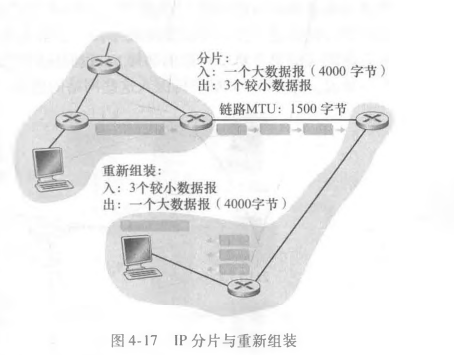 分片：
入：一个大数据报（4000 字节）
出：3个较小数据报
链路MTU：1500 字节
重新组装：
入：3个较小数据报
出：一个大数据报（4000字节）
图 4-17 IP 分片与重新组装